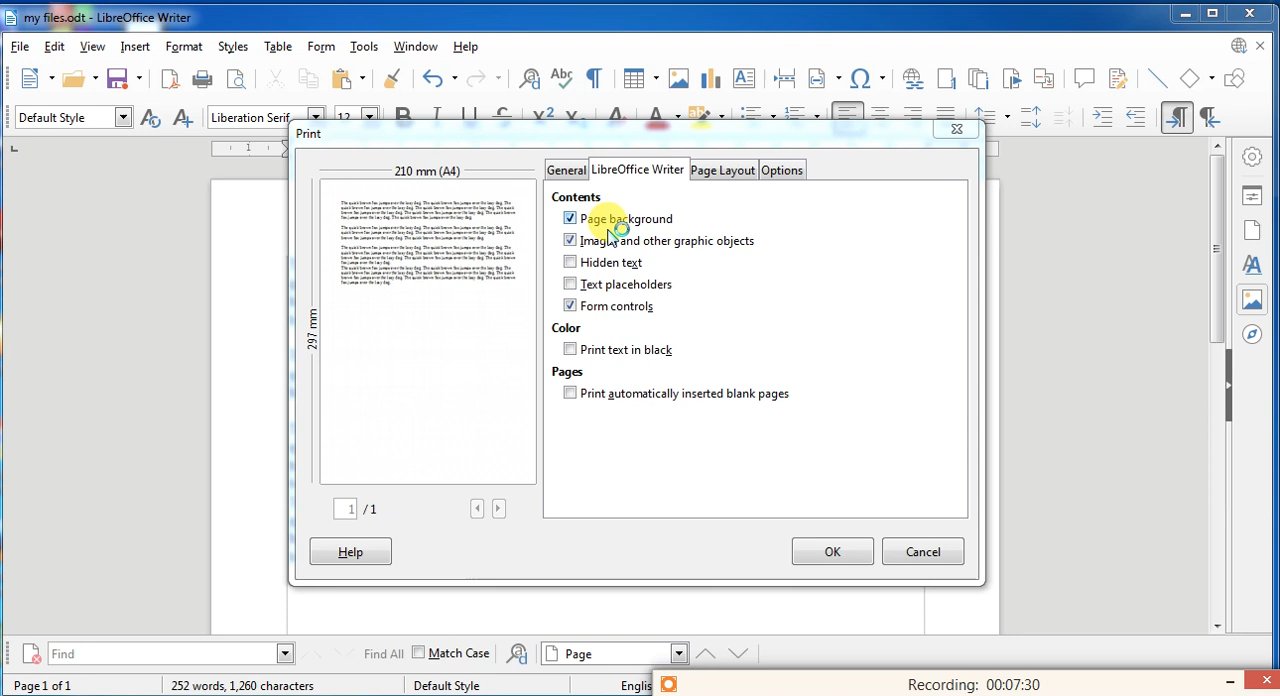 my files.odt - LibreOffice Writer
File Edit View Insert Format Styles Table Form Tools Window Help
Default Style Liberation Serif 12
Print
210 mm (A4)
General LibreOffice Writer Page Layout Options
Contents
Page background
Images and other graphic objects
Hidden text
Text placeholders
Form controls
Color
Print text in black
Pages
Print automatically inserted blank pages
297 mm
1 / 1
Help OK Cancel
Find Find All Match Case Page
Page 1 of 1 252 words, 1,260 characters Default Style Englis Recording: 00:07:30